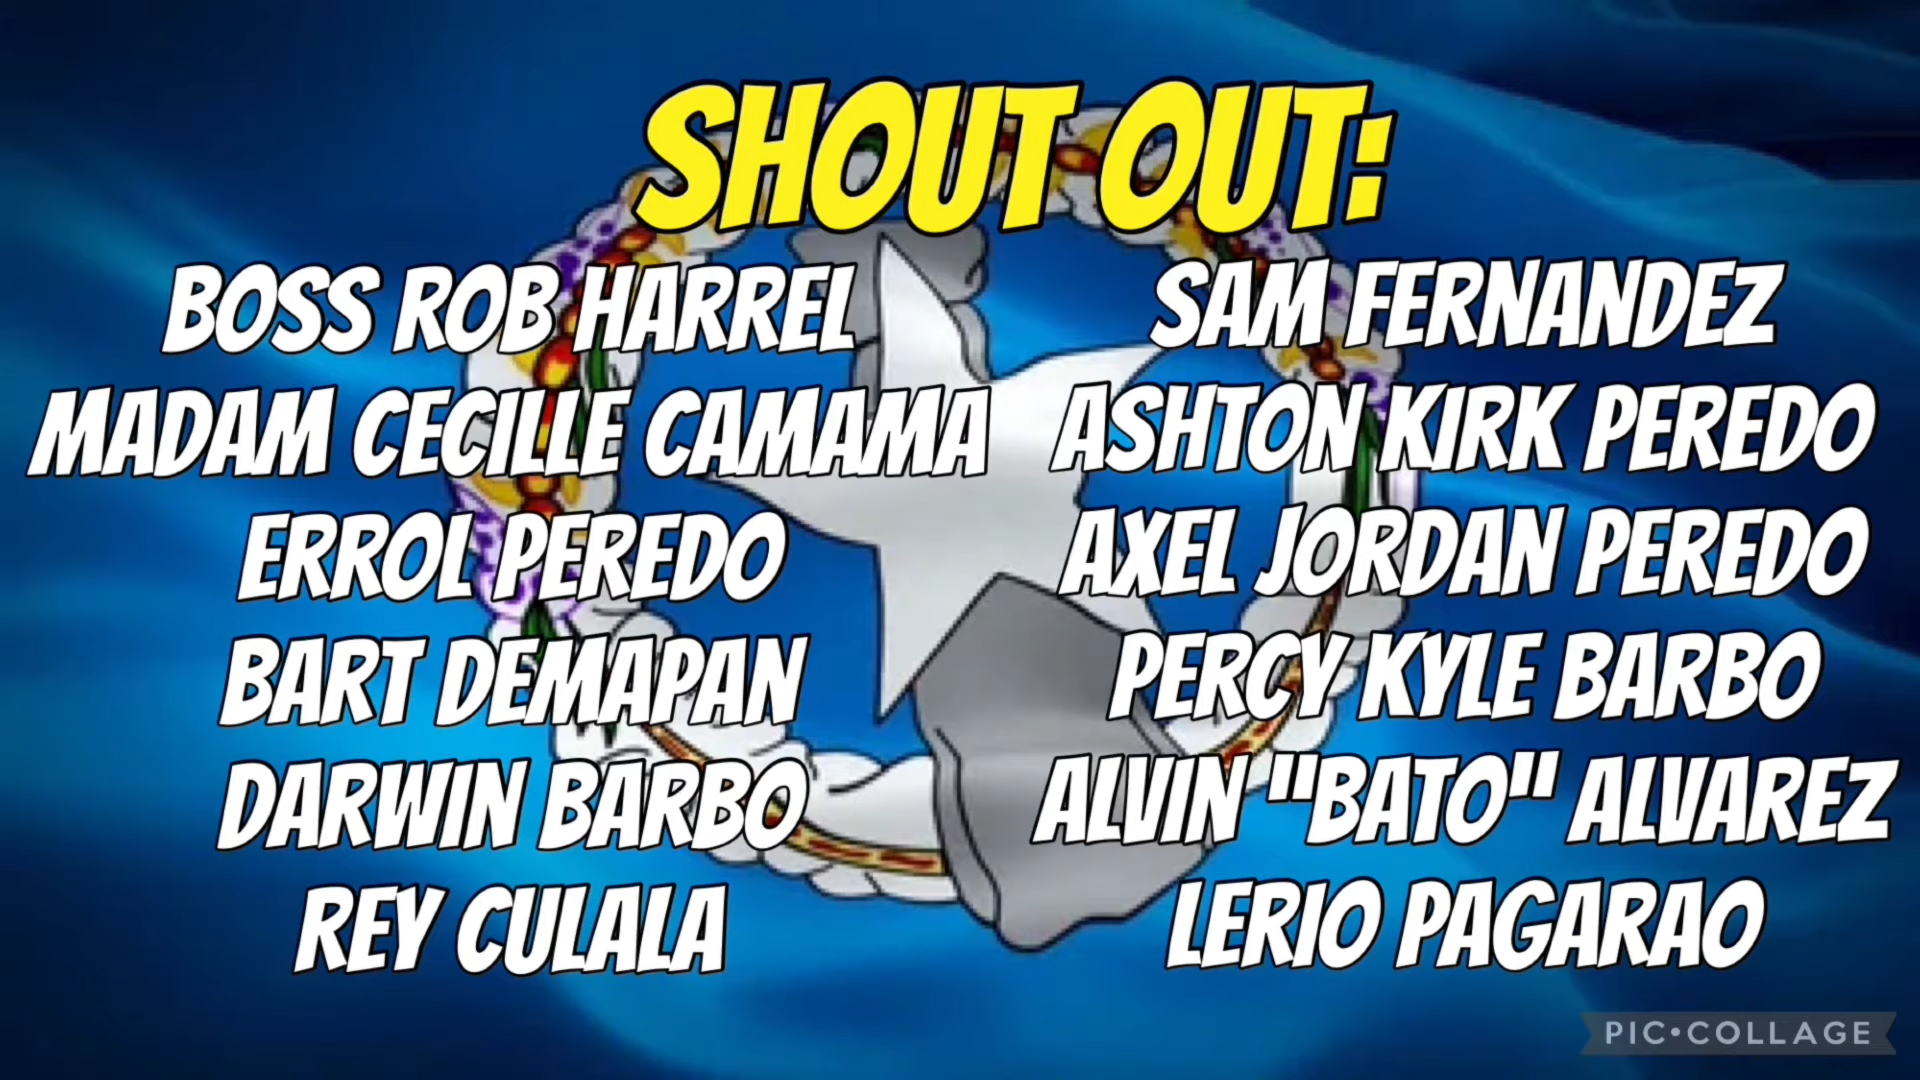 SHOUT OUT:
BOSS ROB HARREL
MADAM CECILLE CAMAMA
ERROL PEREDO
BART DEMAPAN
DARWIN BARBO
REY CULALA
SAM FERNANDEZ
ASHTON KIRK PEREDO
AXEL JORDAN PEREDO
PERCY KYLE BARBO
ALVIN "BATO" ALVAREZ
LERIO PAGARAO
PIC•COLLAGE